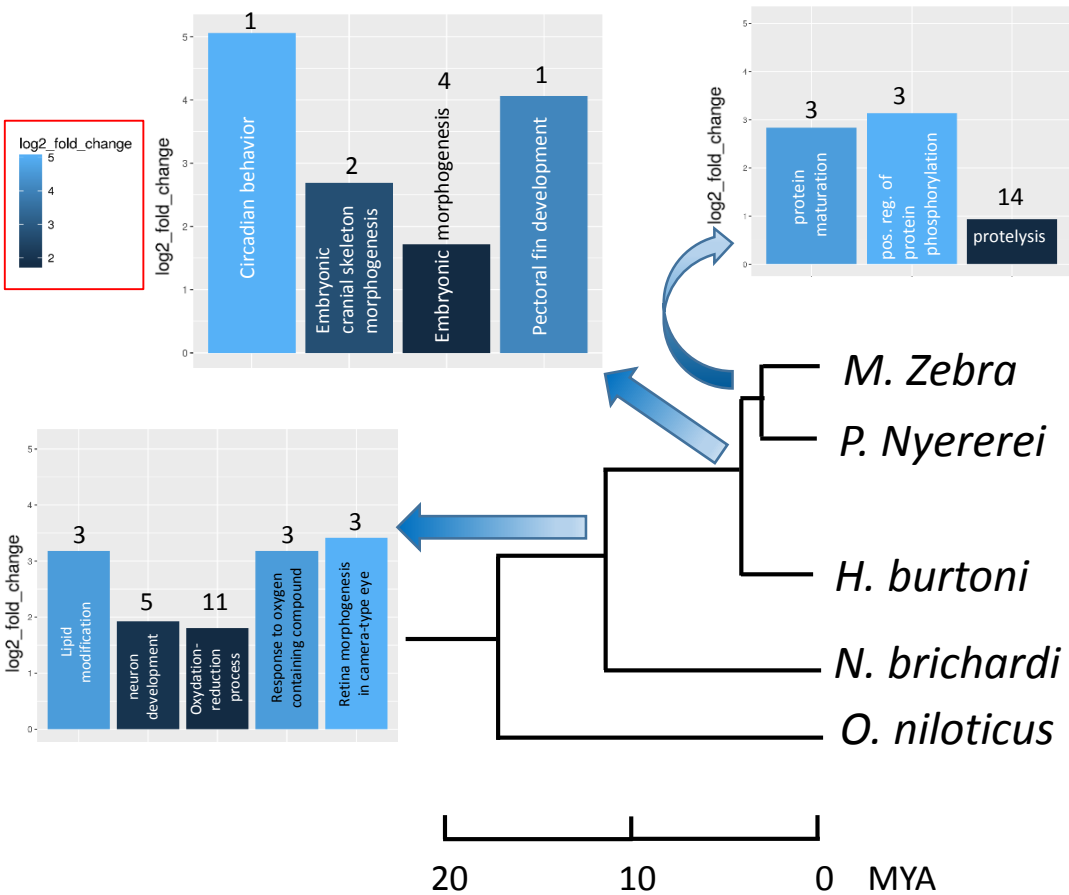 1
5
4
3
2
1
0
log2_fold_change
Circadian behavior
2
Embryonic
cranial skeleton
morphogenesis
4
Embryonic morphogenesis
1
Pectoral fin development
log2_fold_change
5
4
3
2
5
4
3
2
1
0
log2_fold_change
3
protein
maturation
3
pos. reg. of
protein
phosphorylation
14
protelysis
5
4
3
2
1
0
log2_fold_change
3
Lipid
modification
5
neuron
development
11
Oxydation-
reduction
process
3
Response to oxygen
containing compound
3
Retina morphogenesis
in camera-type eye
M. Zebra
P. Nyererei
H. burtoni
N. brichardi
O. niloticus
20 10 0 MYA